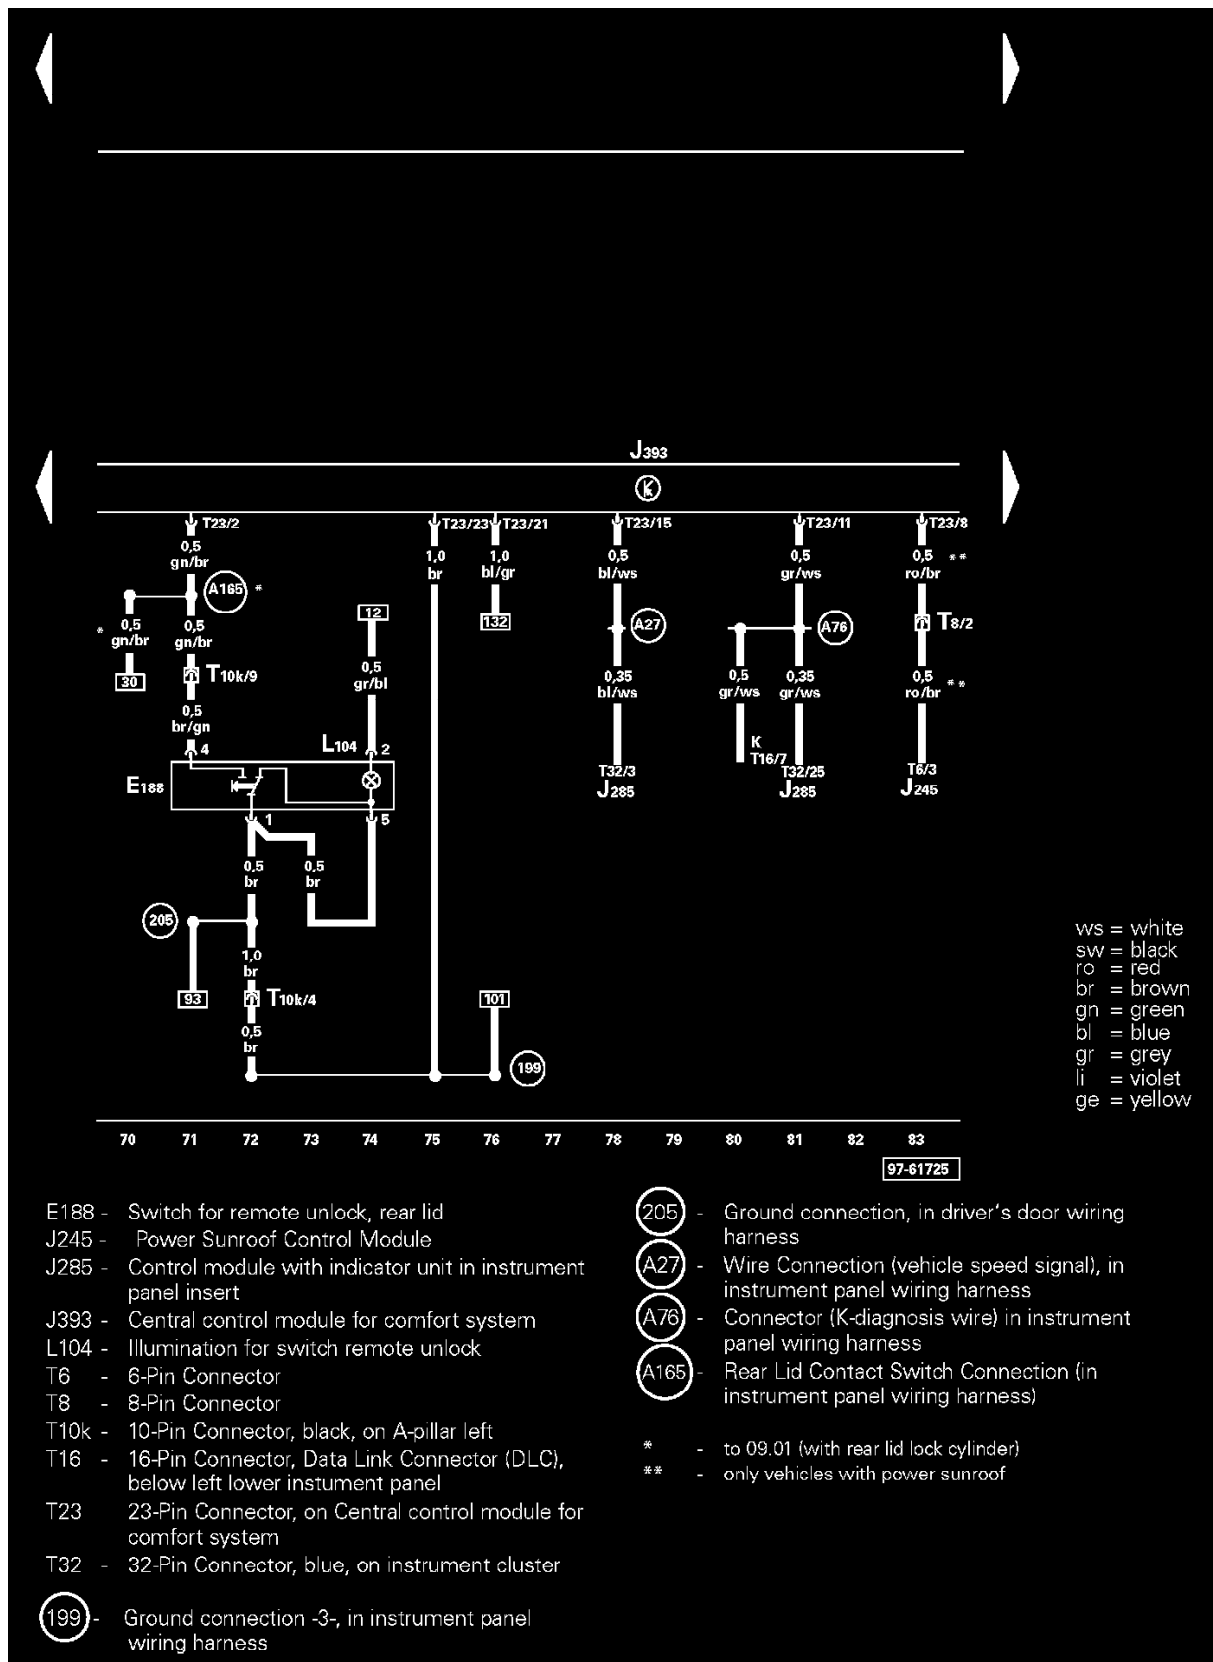 J393
K
T23/2
T23/23
T23/21
T23/15
T23/11
T23/8
0,5
gn/br
1,0
br
1,0
bl/gr
0,5
bl/ws
0,5
gr/ws
0,5
ro/br
**
A165
*
*
0,5
gn/br
0,5
gn/br
12
132
A27
A76
T8/2
30
T10k/9
0,5
gr/bl
0,35
bl/ws
0,5
gr/ws
0,35
gr/ws
0,5
ro/br
**
0,5
br/gn
4
L104
2
K
T16/7
T32/3
J285
T32/25
J285
T6/3
J245
E188
1
5
0,5
br
0,5
br
205
1,0
br
93
T10k/4
101
0,5
br
199
ws = white
sw = black
ro = red
br = brown
gn = green
bl = blue
gr = grey
li = violet
ge = yellow
70 71 72 73 74 75 76 77 78 79 80 81 82 83
97-61725
E188 - Switch for remote unlock, rear lid
J245 - Power Sunroof Control Module
J285 - Control module with indicator unit in instrument
panel insert
J393 - Central control module for comfort system
L104 - Illumination for switch remote unlock
T6 - 6-Pin Connector
T8 - 8-Pin Connector
T10k - 10-Pin Connector, black, on A-pillar left
T16 - 16-Pin Connector, Data Link Connector (DLC),
below left lower instument panel
T23 23-Pin Connector, on Central control module for
comfort system
T32 - 32-Pin Connector, blue, on instrument cluster
199 - Ground connection -3-, in instrument panel
wiring harness
205 - Ground connection, in driver's door wiring
harness
A27 - Wire Connection (vehicle speed signal), in
instrument panel wiring harness
A76 - Connector (K-diagnosis wire) in instrument
panel wiring harness
A165 - Rear Lid Contact Switch Connection (in
instrument panel wiring harness)
* - to 09.01 (with rear lid lock cylinder)
** - only vehicles with power sunroof